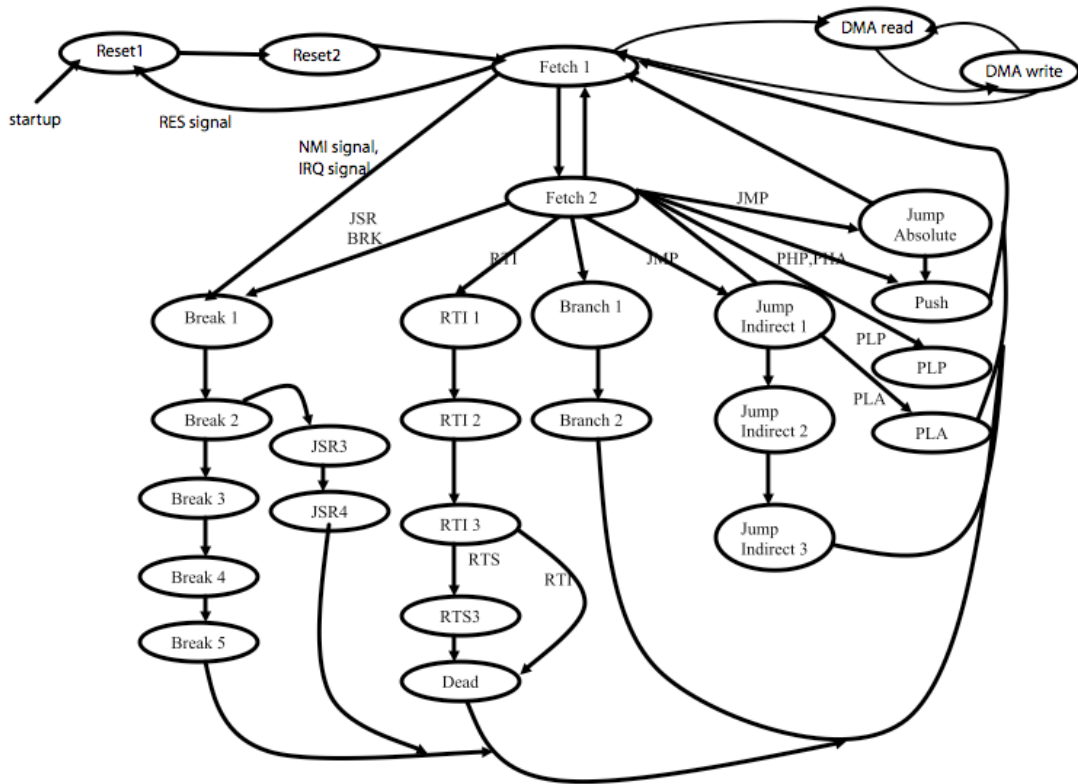 Reset1
Reset2
Fetch 1
DMA read
DMA write
startup
RES signal
NMI signal,
IRQ signal
Fetch 2
JMP
Jump
Absolute
JSR
BRK
RTI
JMP
PHP,PHA
Push
Break 1
RTI 1
Branch 1
Jump
Indirect 1
PLP
PLP
Break 2
RTI 2
Branch 2
Jump
Indirect 2
PLA
PLA
JSR3
Break 3
JSR4
RTI 3
Jump
Indirect 3
RTS
RTI
Break 4
RTS3
Break 5
Dead